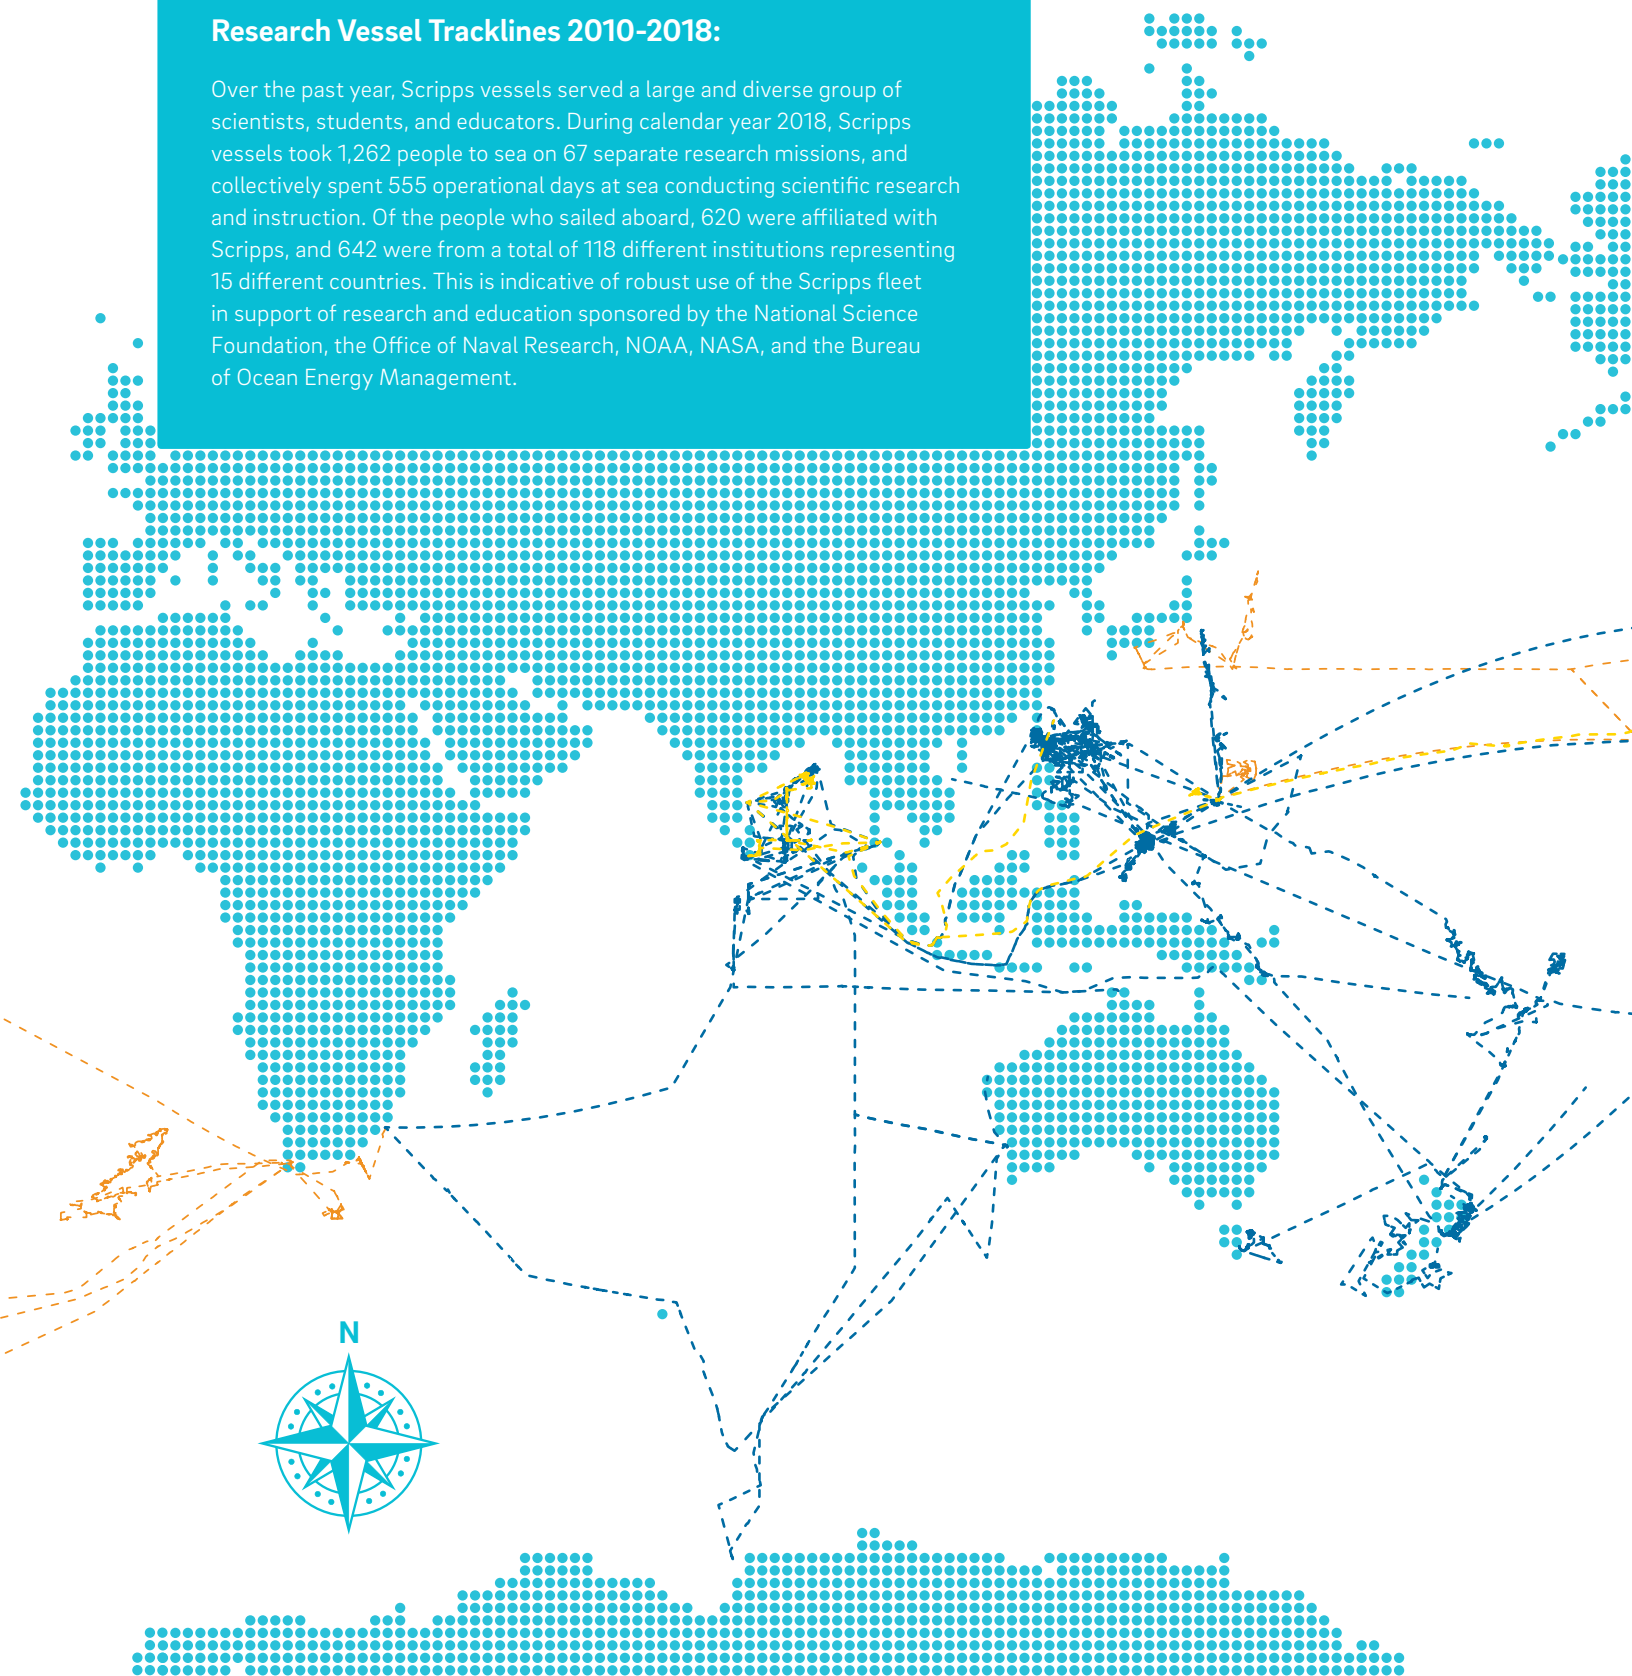 Research Vessel Tracklines 2010-2018:
Over the past year, Scripps vessels served a large and diverse group of
scientists, students, and educators. During calendar year 2018, Scripps
vessels took 1,262 people to sea on 67 separate research missions, and
collectively spent 555 operational days at sea conducting scientific research
and instruction. Of the people who sailed aboard, 620 were affiliated with
Scripps, and 642 were from a total of 118 different institutions representing
15 different countries. This is indicative of robust use of the Scripps fleet
in support of research and education sponsored by the National Science
Foundation, the Office of Naval Research, NOAA, NASA, and the Bureau
of Ocean Energy Management.
N